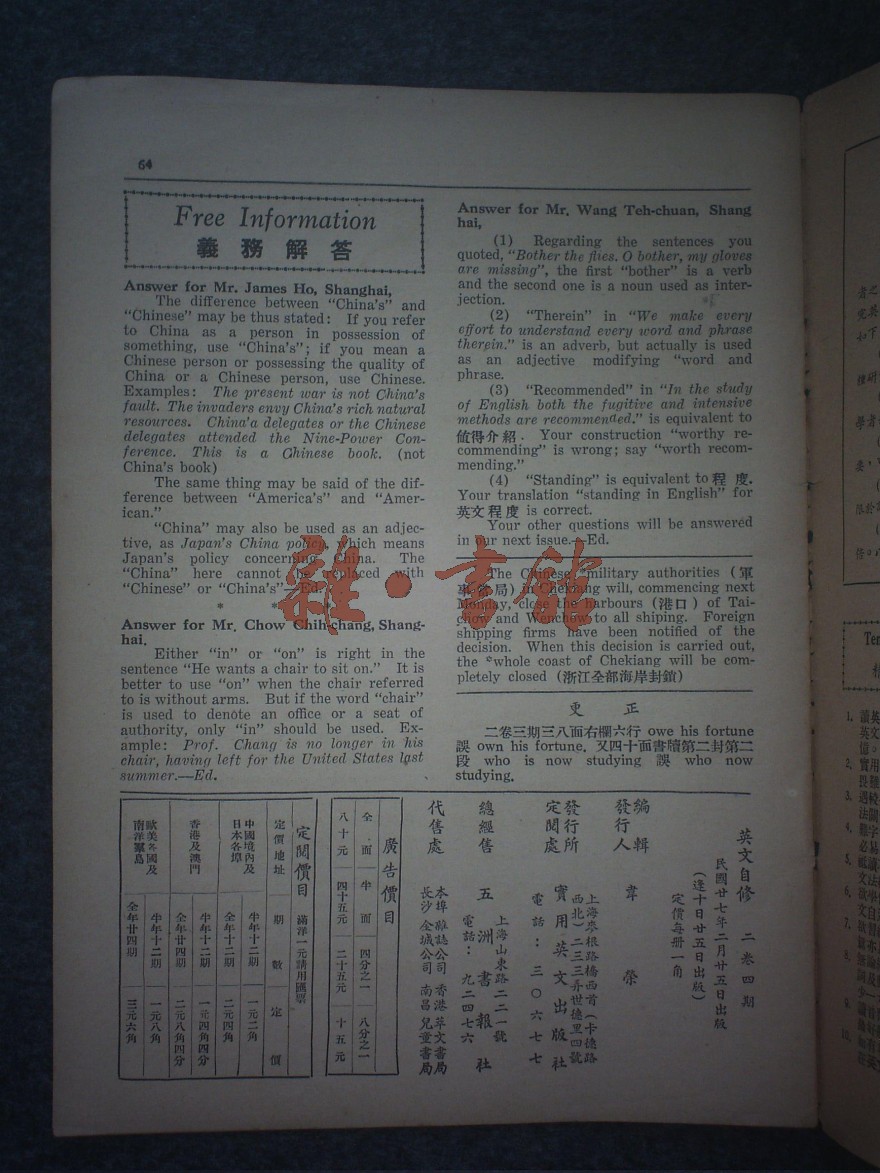 64
Free Information
義務解答
Answer for Mr. James Ho, Shanghai,
The difference between "China's" and
"Chinese" may be thus stated: If you refer
to China as a person in possession of
something, use "China's"; if you mean a
Chinese person or possessing the quality of
China or a Chinese person, use Chinese.
Examples: The present war is not China's
fault. The invaders envy China's rich natural
resources. China'a delegates or the Chinese
delegates attended the Nine-Power Con-
ference. This is a Chinese book. (not
China's book)
The same thing may be said of the dif-
ference between "America's" and "Amer-
ican."
"China" may also be used as an adjec-
tive, as Japan's China policy, which means
Japan's policy concerning China. The
"China" here cannot be replaced with
"Chinese" or "China's"—Ed.
* * *
Answer for Mr. Chow Chih-chang, Shang-
hai.
Either "in" or "on" is right in the
sentence "He wants a chair to sit on." It is
better to use "on" when the chair referred
to is without arms. But if the word "chair"
is used to denote an office or a seat of
authority, only "in" should be used. Ex-
ample: Prof. Chang is no longer in his
chair, having left for the United States last
summer.—Ed.
Answer for Mr. Wang Teh-chuan, Shang
hai,
(1) Regarding the sentences you
quoted, "Bother the flies. O bother, my gloves
are missing", the first "bother" is a verb
and the second one is a noun used as inter-
jection.
(2) "Therein" in "We make every
effort to understand every word and phrase
therein." is an adverb, but actually is used
as an adjective modifying "word and
phrase.
(3) "Recommended" in "In the study
of English both the fugitive and intensive
methods are recommended." is equivalent to
値得介紹. Your construction "worthy re-
commending" is wrong; say "worth recom-
mending."
(4) "Standing" is equivalent to 程度.
Your translation "standing in English" for
英文程度 is correct.
Your other questions will be answered
in our next issue.—Ed.
The Chinese military authorities (軍
事當局) in Chekiang will, commencing next
Monday, close the harbours (港口) of Tai-
chow and Wenchow to all shiping. Foreign
shipping firms have been notified of the
decision. When this decision is carried out,
the whole coast of Chekiang will be com-
pletely closed (浙江全部海岸封鎖)
更正
二卷三期三八面右欄六行 owe his fortune
誤 own his fortune. 又四十面書牘第二封第二
段 who is now studying 誤 who now
studying.
英文自修 二卷四期
民國廿七年二月廿五日出版
(逢十日廿五日出版)
定價每册一角
編輯
發行人 韋榮
發行所
定閱處 實用英文出版社
上海麥根路橋西首(卡德路
西北)二三三弄世德里四號
電話:三〇六七七
總經售 五洲書報社
上海山東路二二一號
電話:九二四七六
代售處
本埠 雜誌公司 香港 萃文書局
長沙 金城公司 南昌 兒童書局
廣告價目
全面 半面 四分之一 八分之一
八十元 四十五元 二十五元 十五元
定閱價目 滿洋一元請用匯票
定價地址 期數 定價
中國境內及
日本各埠
半年十二期 一元二角
全年廿四期 二元四角
香港及澳門
半年十二期 一元四角四分
全年廿四期 二元八角四分
歐美各國及
南洋羣島
半年十二期 一元八角
全年廿四期 三元六角
雜·書館